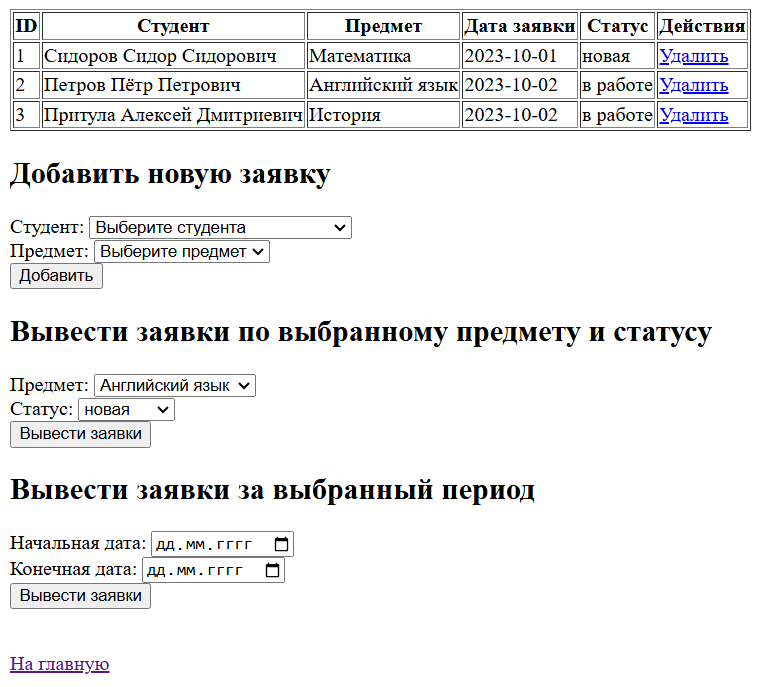 ID Студент Предмет Дата заявки Статус Действия
1 Сидоров Сидор Сидорович Математика 2023-10-01 новая Удалить
2 Петров Пётр Петрович Английский язык 2023-10-02 в работе Удалить
3 Притула Алексей Дмитриевич История 2023-10-02 в работе Удалить
Добавить новую заявку
Студент: Выберите студента
Предмет: Выберите предмет
Добавить
Вывести заявки по выбранному предмету и статусу
Предмет: Английский язык
Статус: новая
Вывести заявки
Вывести заявки за выбранный период
Начальная дата: дд.мм.гггг
Конечная дата: дд.мм.гггг
Вывести заявки
На главную